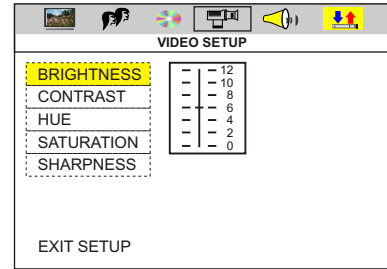 VIDEO SETUP
BRIGHTNESS
CONTRAST
HUE
SATURATION
SHARPNESS
12
10
8
6
4
2
0
EXIT SETUP